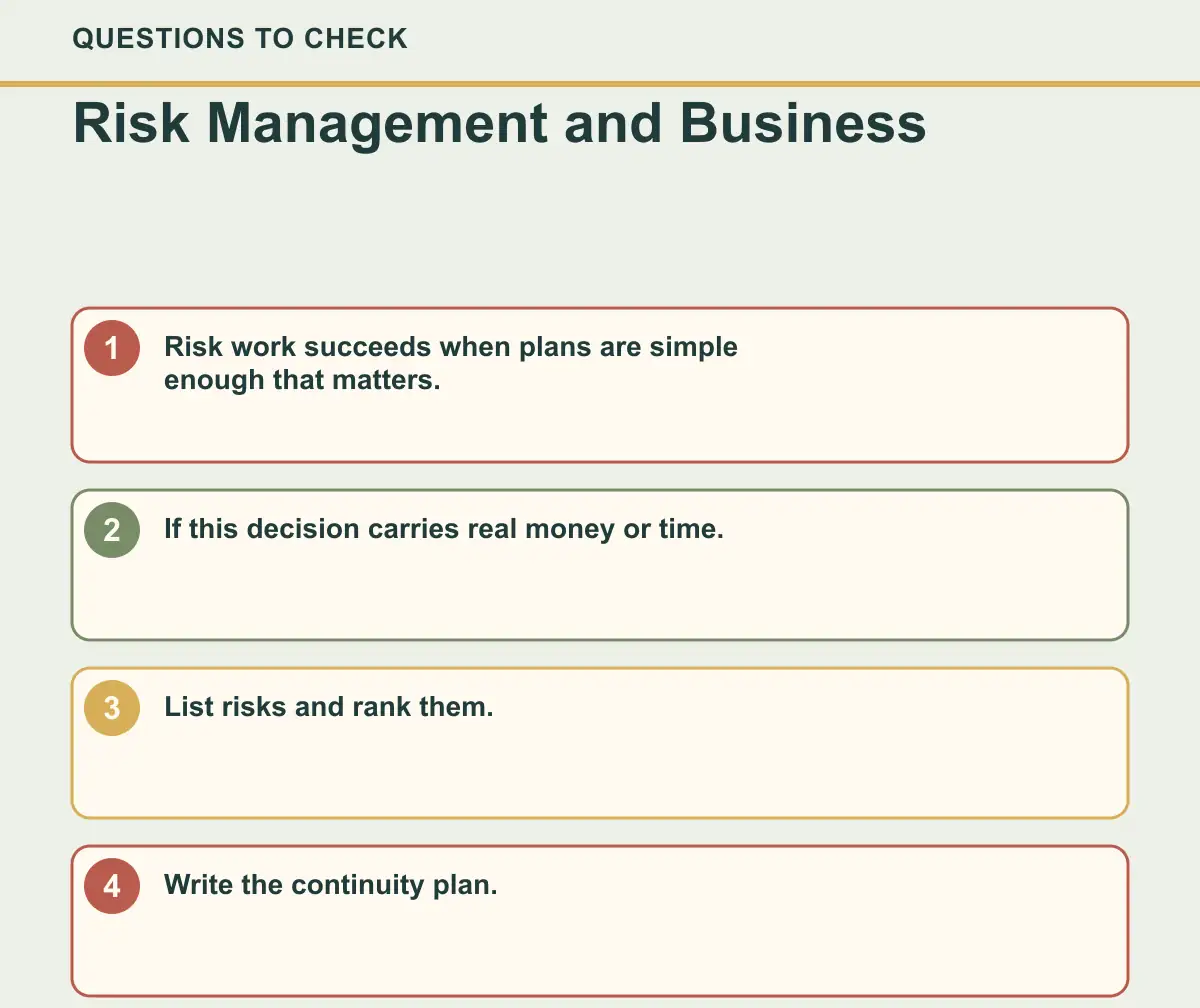 QUESTIONS TO CHECK
Risk Management and Business
1
Risk work succeeds when plans are simple
enough that matters.
2
If this decision carries real money or time.
3
List risks and rank them.
4
Write the continuity plan.